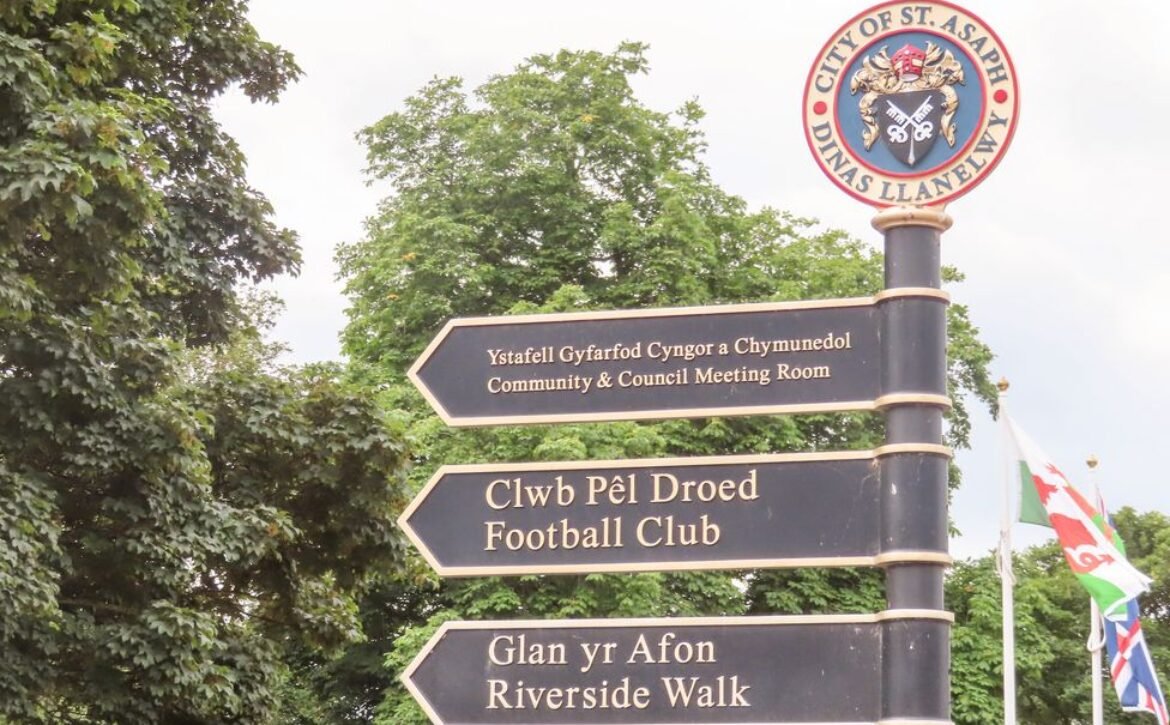 CITY OF ST. ASAPH
DINAS LLANELWY
Ystafell Gyfarfod Cyngor a Chymunedol
Community & Council Meeting Room
Clwb Pêl Droed
Football Club
Glan yr Afon
Riverside Walk